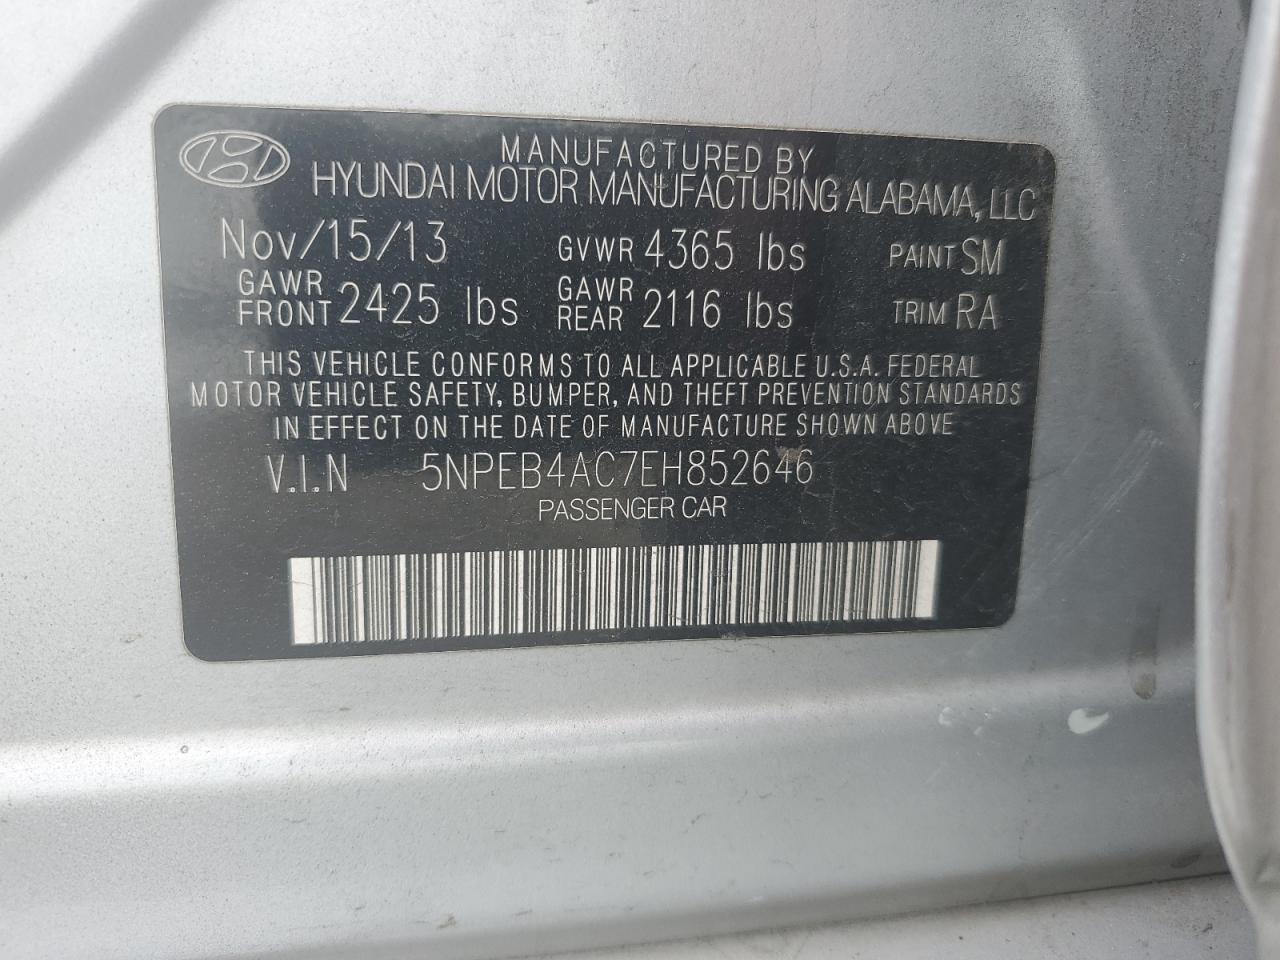 MANUFACTURED BY
HYUNDAI MOTOR MANUFACTURING ALABAMA, LLC
Nov/15/13 GVWR 4365 lbs PAINT SM
GAWR FRONT 2425 lbs GAWR REAR 2116 lbs TRIM RA
THIS VEHICLE CONFORMS TO ALL APPLICABLE U.S.A. FEDERAL
MOTOR VEHICLE SAFETY, BUMPER, AND THEFT PREVENTION STANDARDS
IN EFFECT ON THE DATE OF MANUFACTURE SHOWN ABOVE
V.I.N 5NPEB4AC7EH852646
PASSENGER CAR